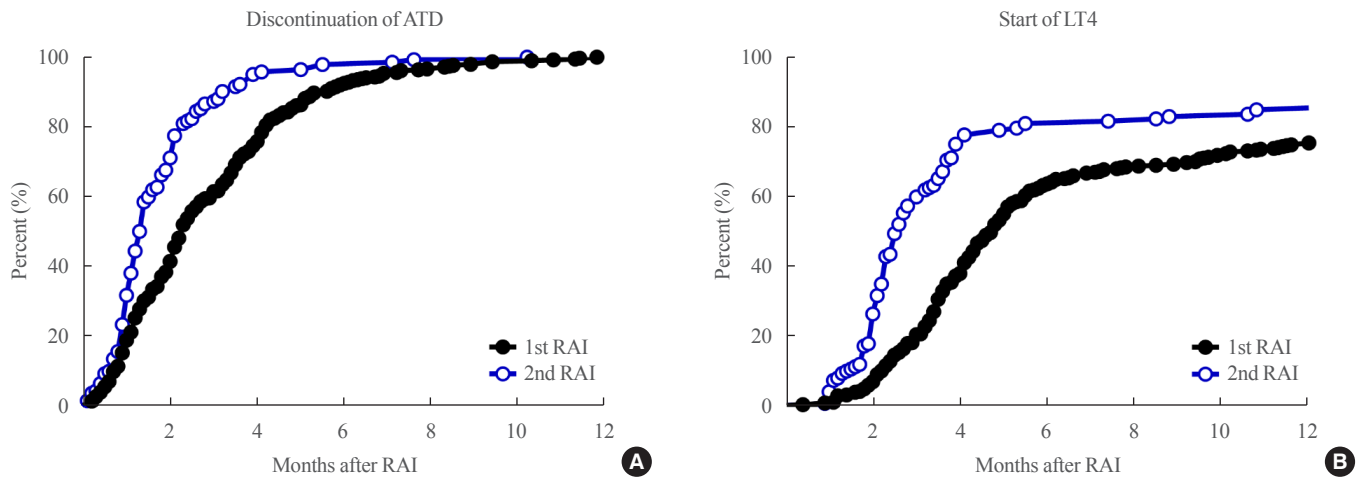 Discontinuation of ATD
Percent (%)
100
80
60
40
20
0
2 4 6 8 10 12
1st RAI
2nd RAI
Months after RAI
A
Start of LT4
Percent (%)
100
80
60
40
20
0
2 4 6 8 10 12
1st RAI
2nd RAI
Months after RAI
B